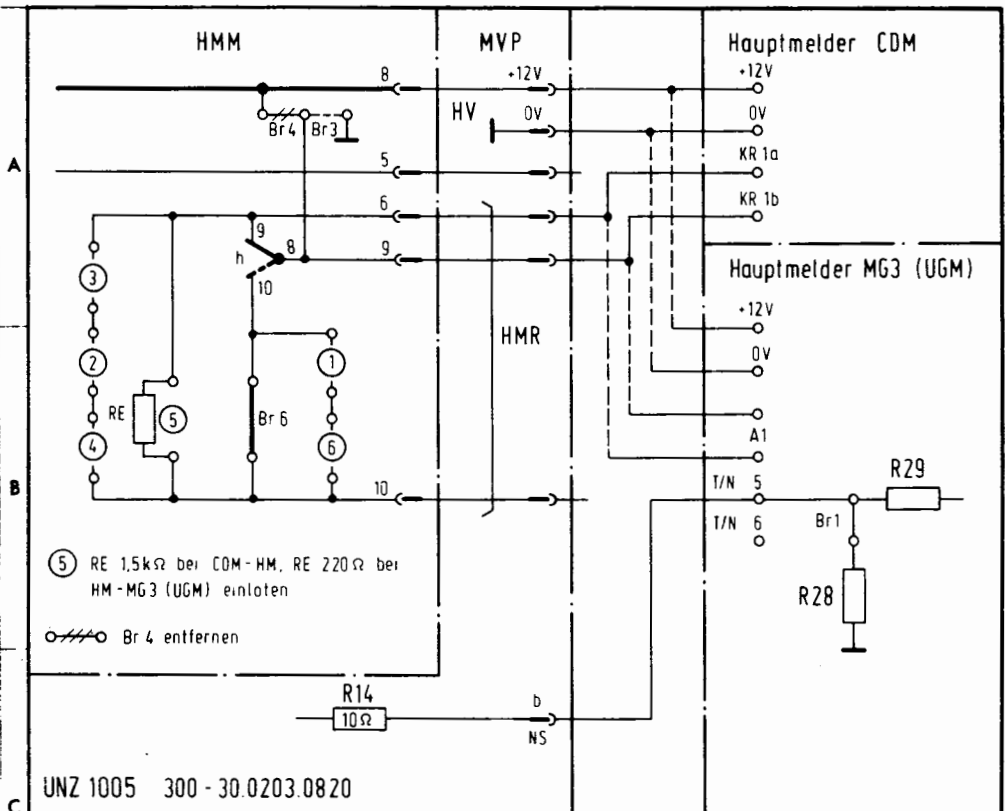 HMM
MVP
Hauptmelder CDM
8
+12V
+12V
Br4
Br3
HV
0V
0V
A
5
KR 1a
6
KR 1b
9
h
8
9
10
Hauptmelder MG3 (UGM)
+12V
HMR
0V
3
2
1
RE
5
Br 6
4
6
A1
B
10
T/N 5
R29
T/N 6
Br1
R28
5 RE 1,5kΩ bei COM-HM, RE 220Ω bei
HM-MG3 (UGM) einloten
Br 4 entfernen
R14
10Ω
b
NS
UNZ 1005 300 - 30.0203.0820
C